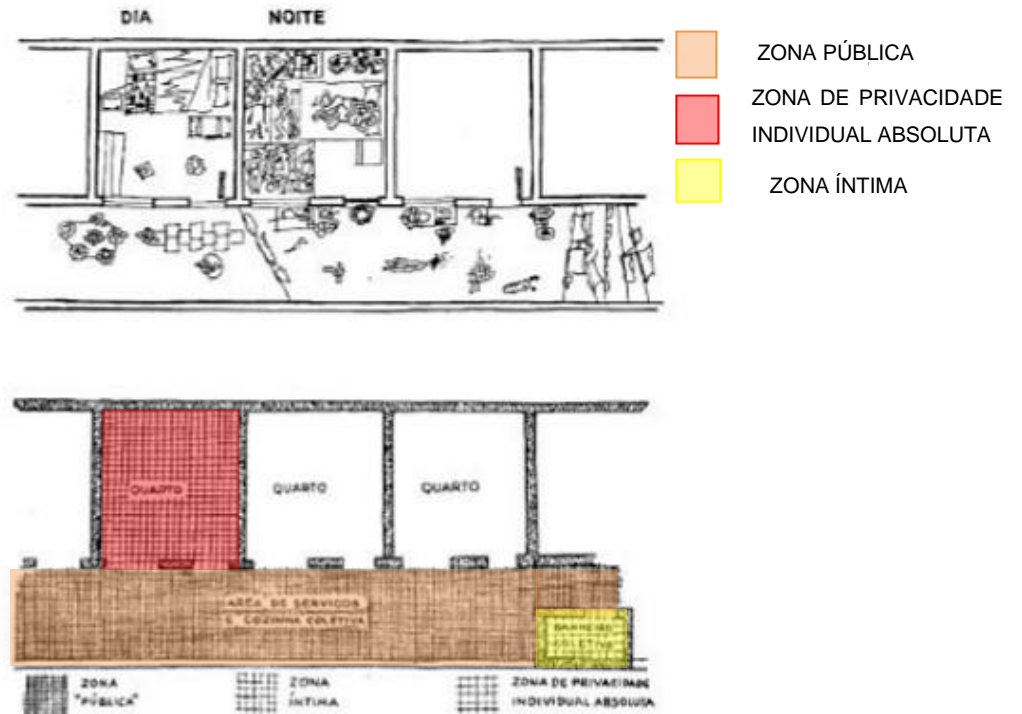 DIA NOITE
ZONA PÚBLICA
ZONA DE PRIVACIDADE
INDIVIDUAL ABSOLUTA
ZONA ÍNTIMA
QUARTO QUARTO QUARTO
AREA DE SERVIÇOS
E COZINHA COLETIVA
BANHEIRO
COLETIVO
ZONA
"PÚBLICA"
ZONA
ÍNTIMA
ZONA DE PRIVACIDADE
INDIVIDUAL ABSOLUTA